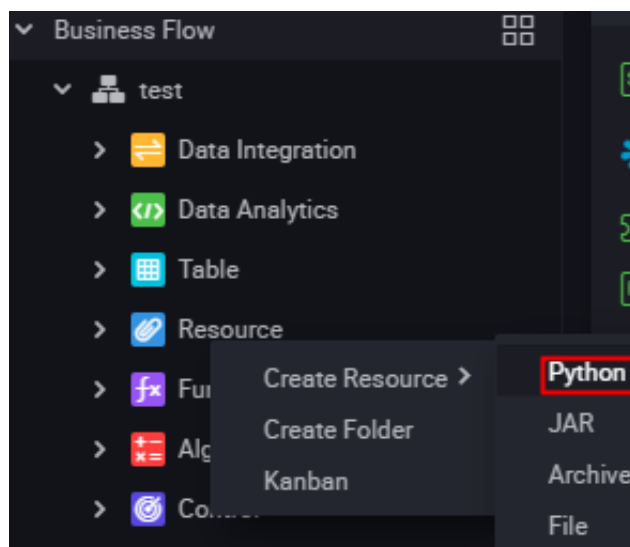 Business Flow
test
Data Integration
Data Analytics
Table
Resource
Create Resource
Python
Create Folder
JAR
Kanban
Archive
File